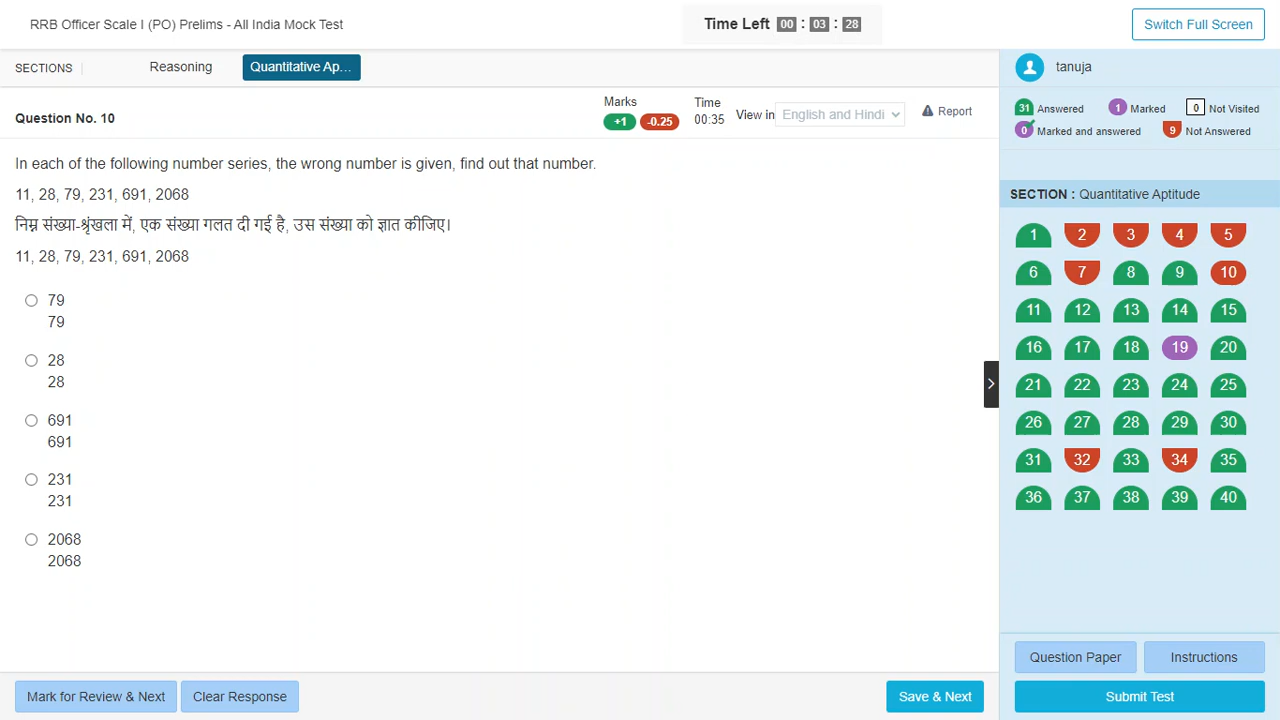 RRB Officer Scale I (PO) Prelims - All India Mock Test
Time Left 00 : 03 : 28
Switch Full Screen
SECTIONS
Reasoning
Quantitative Ap...
tanuja
Question No. 10
Marks
+1 -0.25
Time
00:35
View in English and Hindi
Report
31 Answered
1 Marked
0 Not Visited
0 Marked and answered
9 Not Answered
In each of the following number series, the wrong number is given, find out that number.
11, 28, 79, 231, 691, 2068
निम्न संख्या-श्रृंखला में, एक संख्या गलत दी गई है, उस संख्या को ज्ञात कीजिए।
11, 28, 79, 231, 691, 2068
79
79
28
28
691
691
231
231
2068
2068
SECTION : Quantitative Aptitude
1 2 3 4 5
6 7 8 9 10
11 12 13 14 15
16 17 18 19 20
21 22 23 24 25
26 27 28 29 30
31 32 33 34 35
36 37 38 39 40
Question Paper
Instructions
Mark for Review & Next
Clear Response
Save & Next
Submit Test